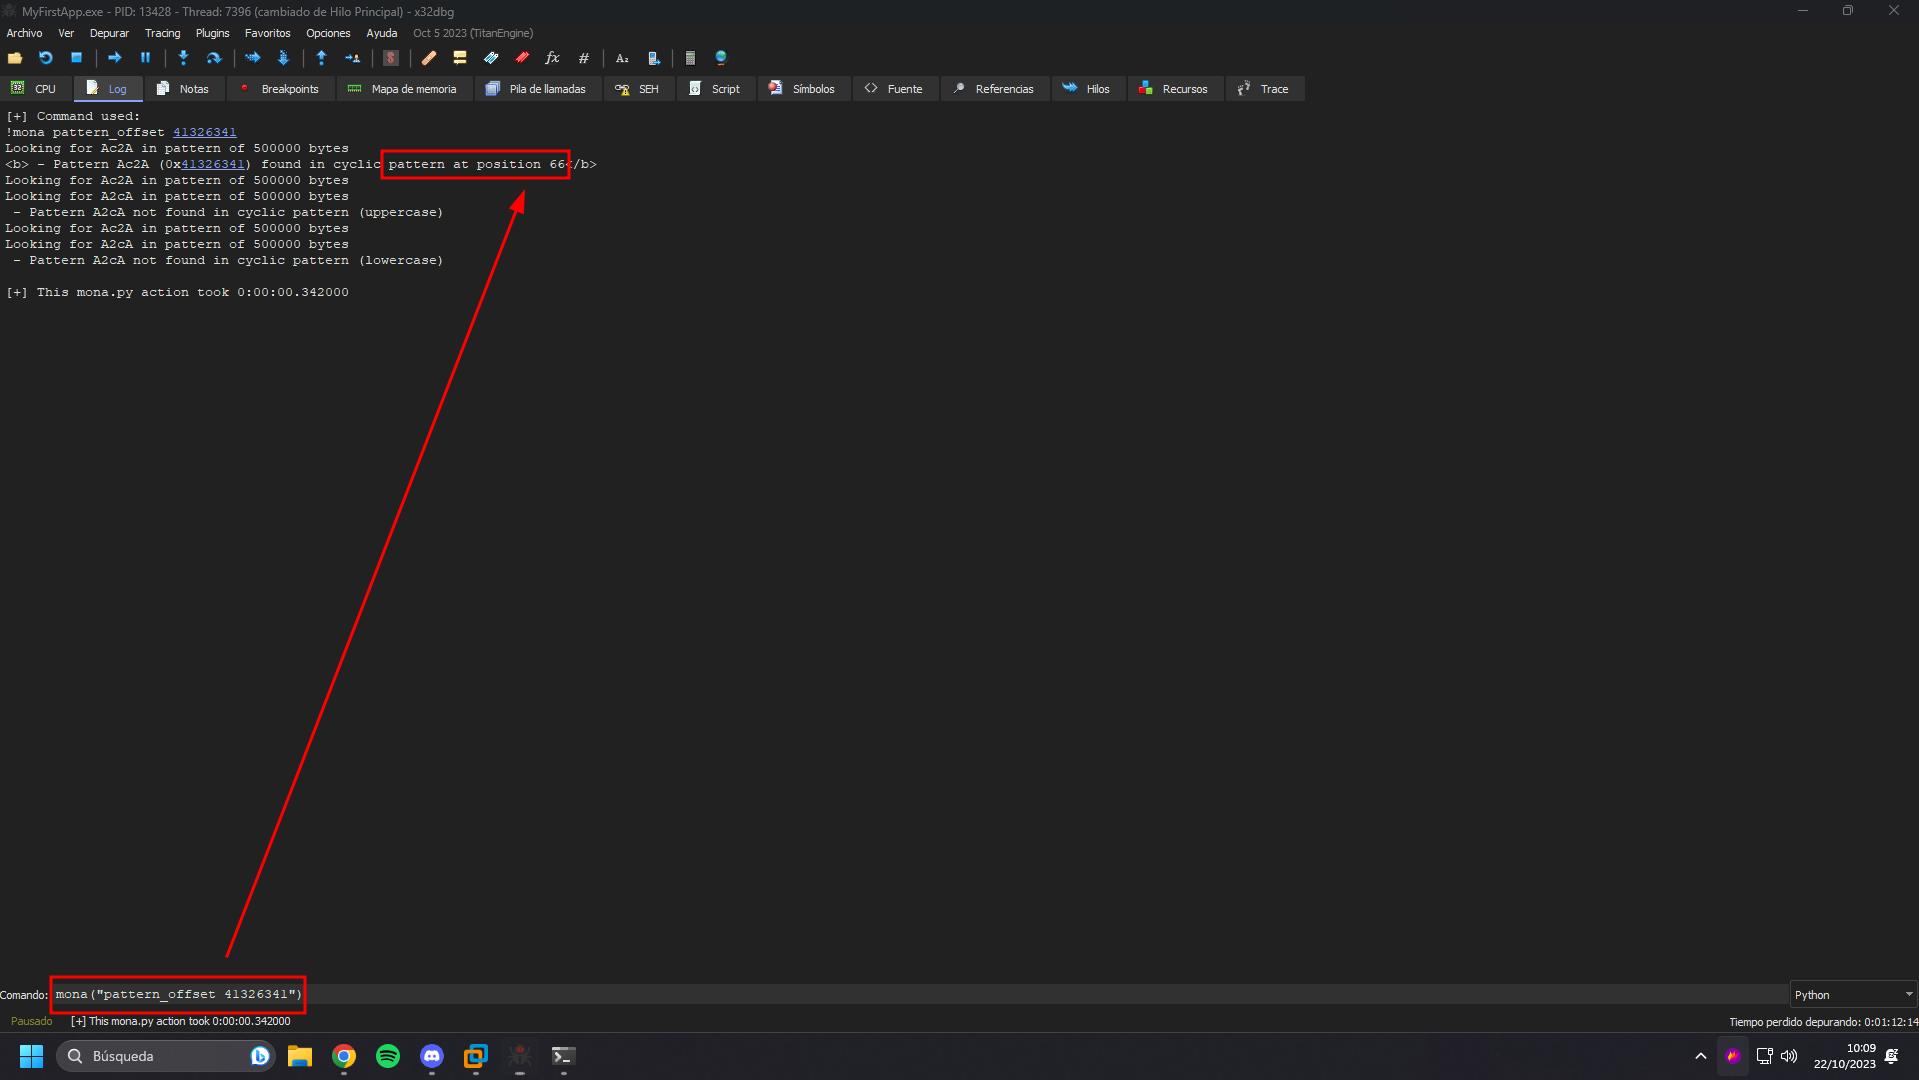 MyFirstApp.exe - PID: 13428 - Thread: 7396 (cambiado de Hilo Principal) - x32dbg
Archivo Ver Depurar Tracing Plugins Favoritos Opciones Ayuda Oct 5 2023 (TitanEngine)
CPU Log Notas Breakpoints Mapa de memoria Pila de llamadas SEH Script Símbolos Fuente Referencias Hilos Recursos Trace
[+] Command used:
!mona pattern_offset 41326341
Looking for Ac2A in pattern of 500000 bytes
<b> - Pattern Ac2A (0x41326341) found in cyclic pattern at position 66</b>
Looking for Ac2A in pattern of 500000 bytes
Looking for A2cA in pattern of 500000 bytes
- Pattern A2cA not found in cyclic pattern (uppercase)
Looking for Ac2A in pattern of 500000 bytes
Looking for A2cA in pattern of 500000 bytes
- Pattern A2cA not found in cyclic pattern (lowercase)
[+] This mona.py action took 0:00:00.342000
Comando: mona("pattern_offset 41326341") Python
Pausado [+] This mona.py action took 0:00:00.342000 Tiempo perdido depurando: 0:01:12:14
Búsqueda 10:09
22/10/2023